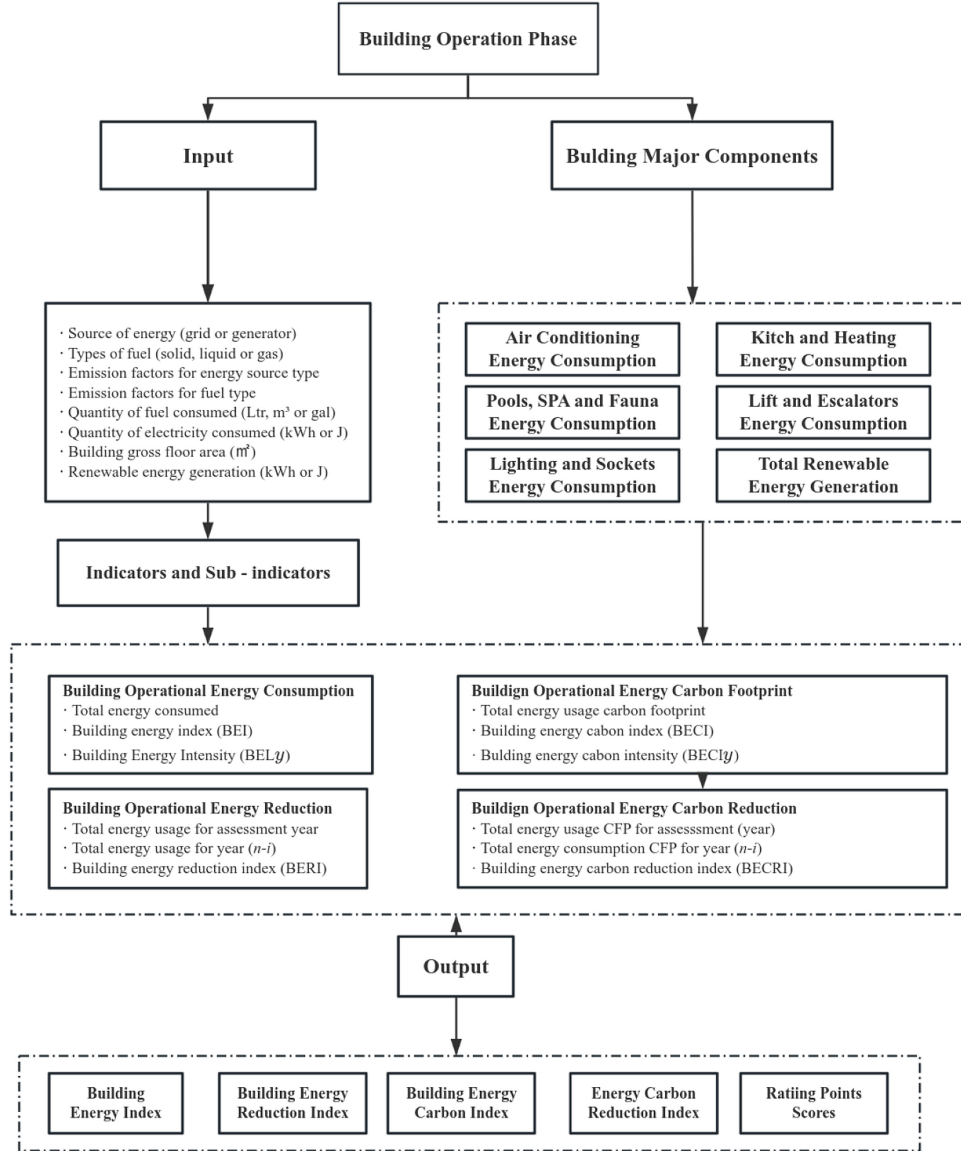 Building Operation Phase
Input
Bulding Major Components
· Source of energy (grid or generator)
· Types of fuel (solid, liquid or gas)
· Emission factors for energy source type
· Emission factors for fuel type
· Quantity of fuel consumed (Ltr, m³ or gal)
· Quantity of electricity consumed (kWh or J)
· Building gross floor area (㎡)
· Renewable energy generation (kWh or J)
Air Conditioning
Energy Consumption
Kitch and Heating
Energy Consumption
Pools, SPA and Fauna
Energy Consumption
Lift and Escalators
Energy Consumption
Lighting and Sockets
Energy Consumption
Total Renewable
Energy Generation
Indicators and Sub - indicators
Building Operational Energy Consumption
· Total energy consumed
· Building energy index (BEI)
· Building Energy Intensity (BELy)
Buildign Operational Energy Carbon Footprint
· Total energy usage carbon footprint
· Building energy cabon index (BECI)
· Bulding energy cabon intensity (BECIy)
Building Operational Energy Reduction
· Total energy usage for assessment year
· Total energy usage for year (n-i)
· Building energy reduction index (BERI)
Buildign Operational Energy Carbon Reduction
· Total energy usage CFP for assesssment (year)
· Total energy consumption CFP for year (n-i)
· Building energy carbon reduction index (BECRI)
Output
Building
Energy Index
Building Energy
Reduction Index
Building Energy
Carbon Index
Energy Carbon
Reduction Index
Ratiing Points
Scores